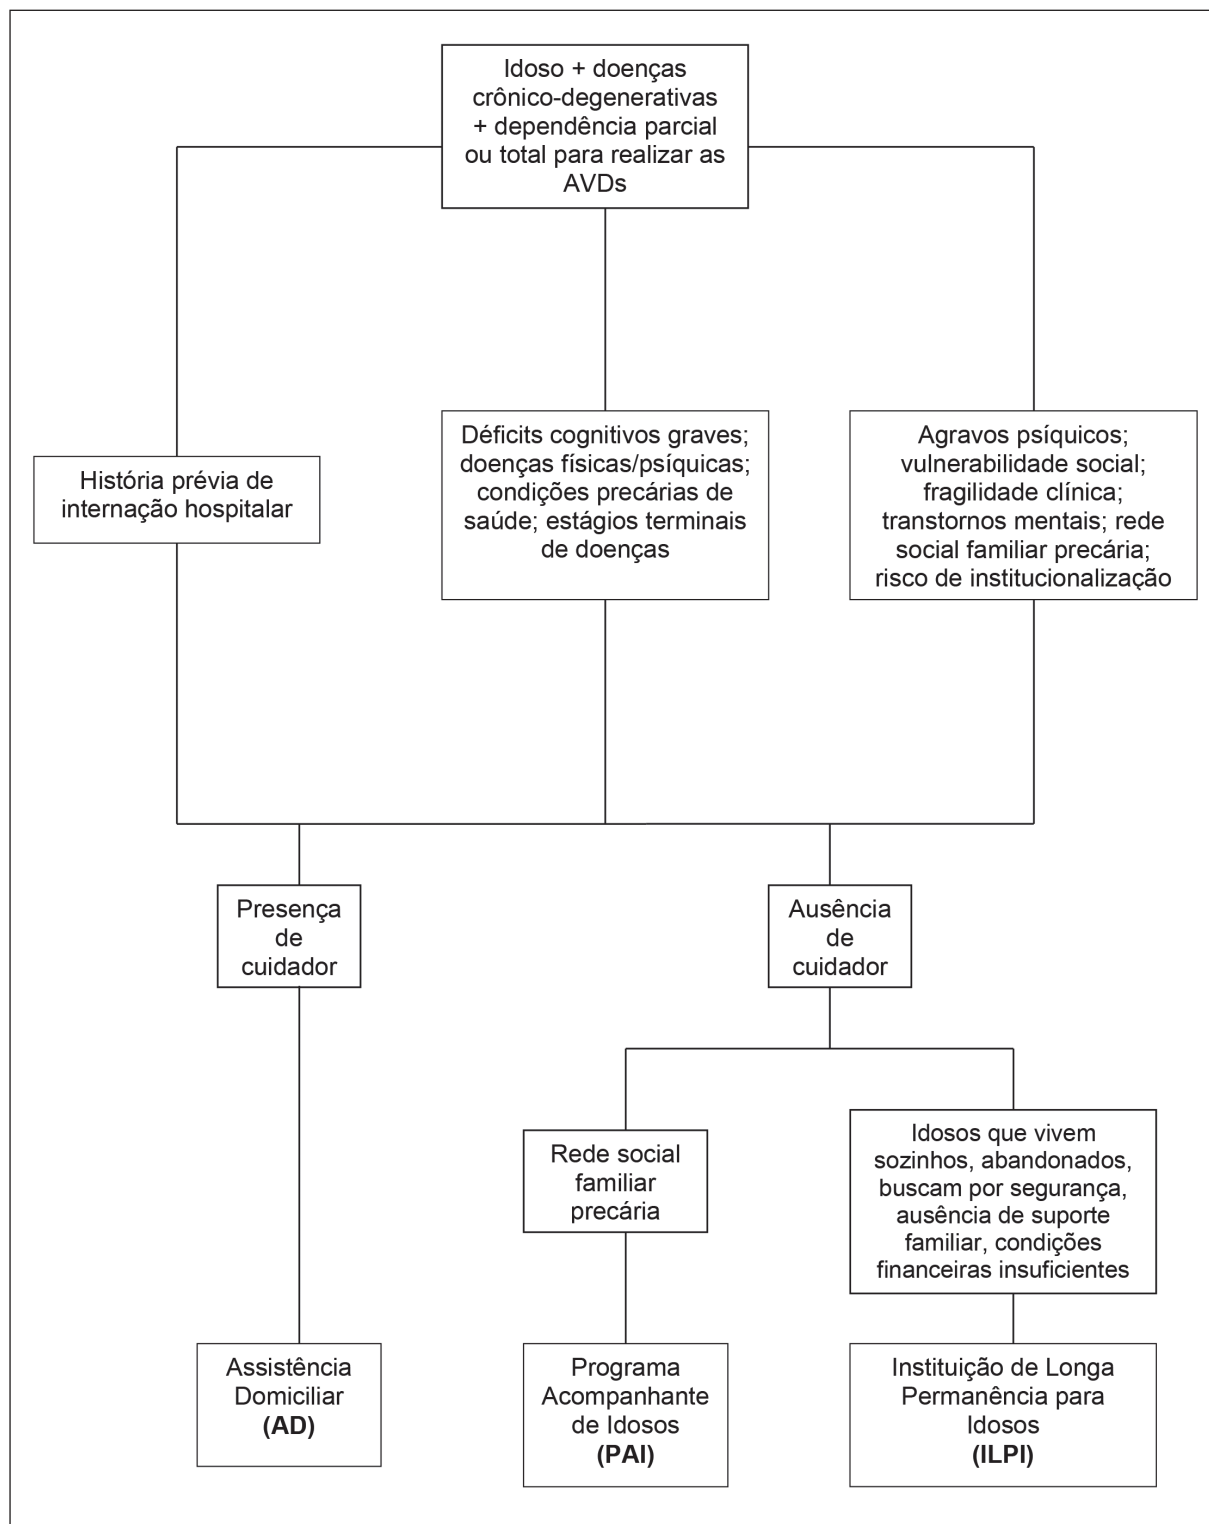 Idoso + doenças
crônico-degenerativas
+ dependência parcial
ou total para realizar as
AVDs
História prévia de
internação hospitalar
Déficits cognitivos graves;
doenças físicas/psíquicas;
condições precárias de
saúde; estágios terminais
de doenças
Agravos psíquicos;
vulnerabilidade social;
fragilidade clínica;
transtornos mentais; rede
social familiar precária;
risco de institucionalização
Presença
de
cuidador
Ausência
de
cuidador
Rede social
familiar
precária
Idosos que vivem
sozinhos, abandonados,
buscam por segurança,
ausência de suporte
familiar, condições
financeiras insuficientes
Assistência
Domiciliar
(AD)
Programa
Acompanhante
de Idosos
(PAI)
Instituição de Longa
Permanência para
Idosos
(ILPI)